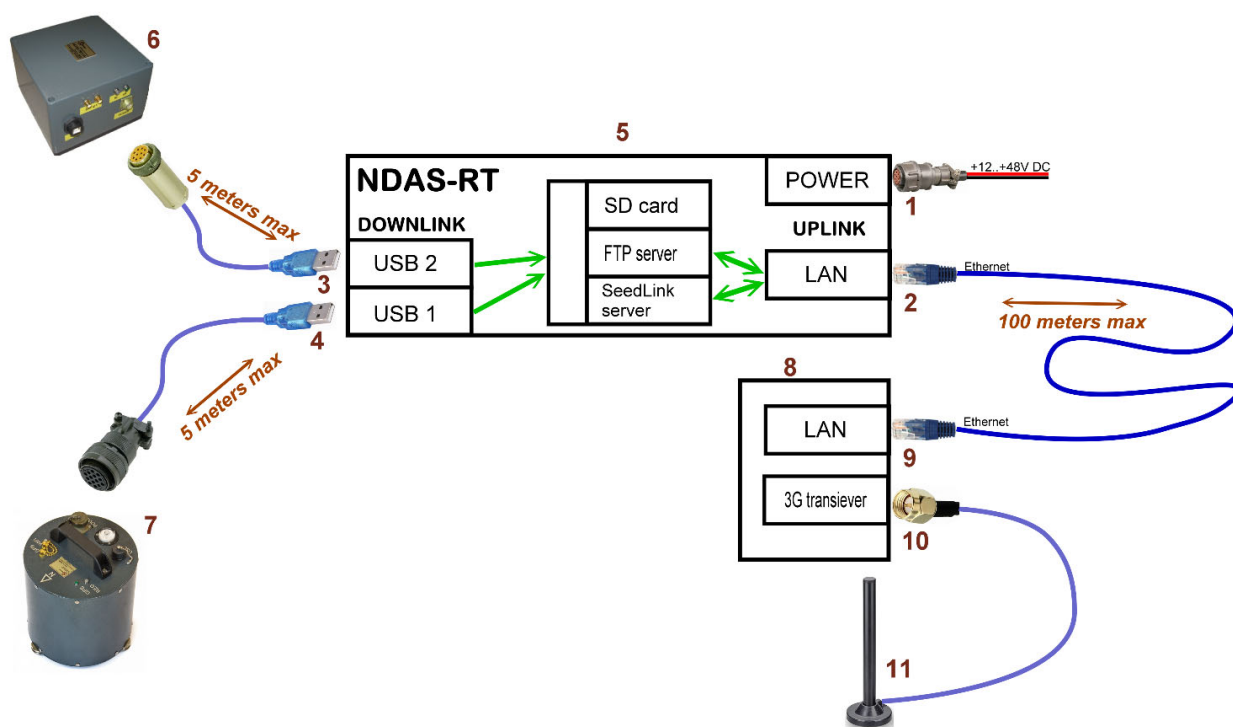 6
5
5 meters max
NDAS-RT
DOWNLINK
USB 2
USB 1
SD card
FTP server
SeedLink
server
POWER
UPLINK
LAN
+12..+48V DC
1
3
4
2
Ethernet
100 meters max
5 meters max
7
8
LAN
3G transiever
9
Ethernet
10
11